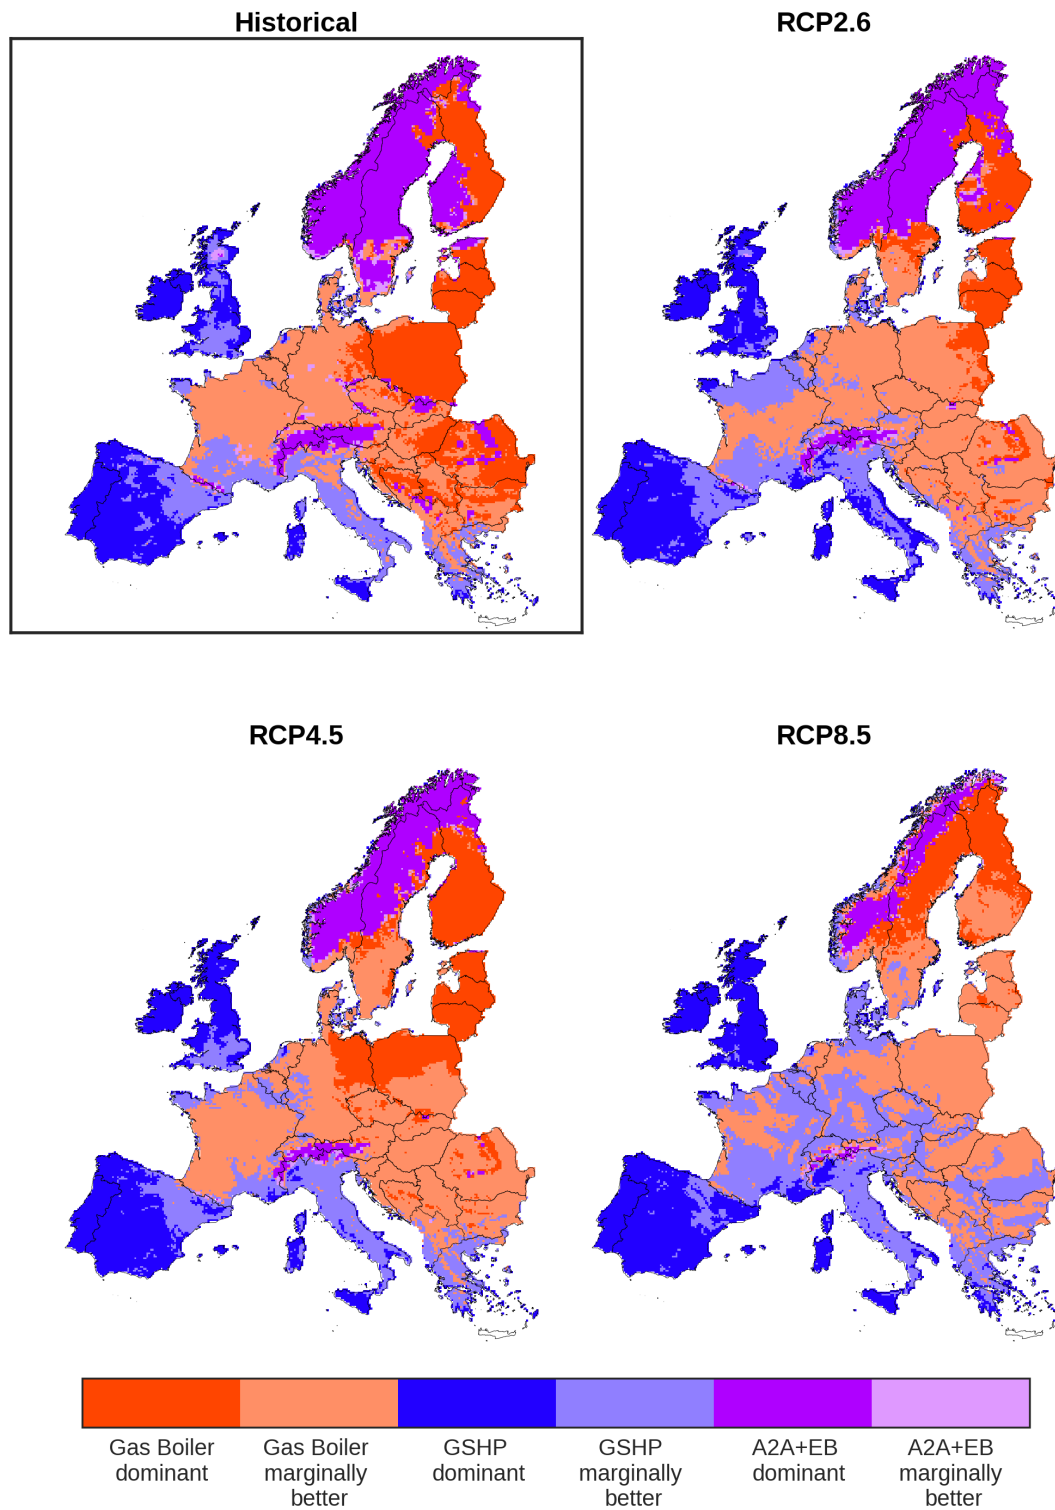 Historical
RCP2.6
RCP4.5
RCP8.5
Gas Boiler
dominant
Gas Boiler
marginally
better
GSHP
dominant
GSHP
marginally
better
A2A+EB
dominant
A2A+EB
marginally
better